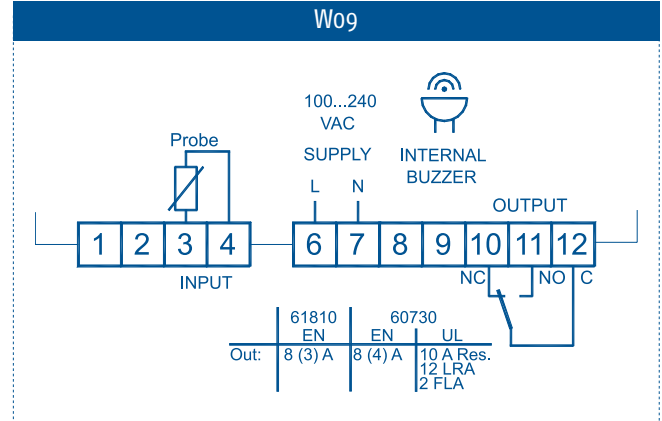 W09
100...240
VAC
Probe
SUPPLY
INTERNAL
BUZZER
L N
OUTPUT
1 2 3 4 6 7 8 9 10 11 12
INPUT
NC NO C
61810 60730
EN EN UL
Out: 8 (3) A 8 (4) A 10 A Res.
12 LRA
2 FLA